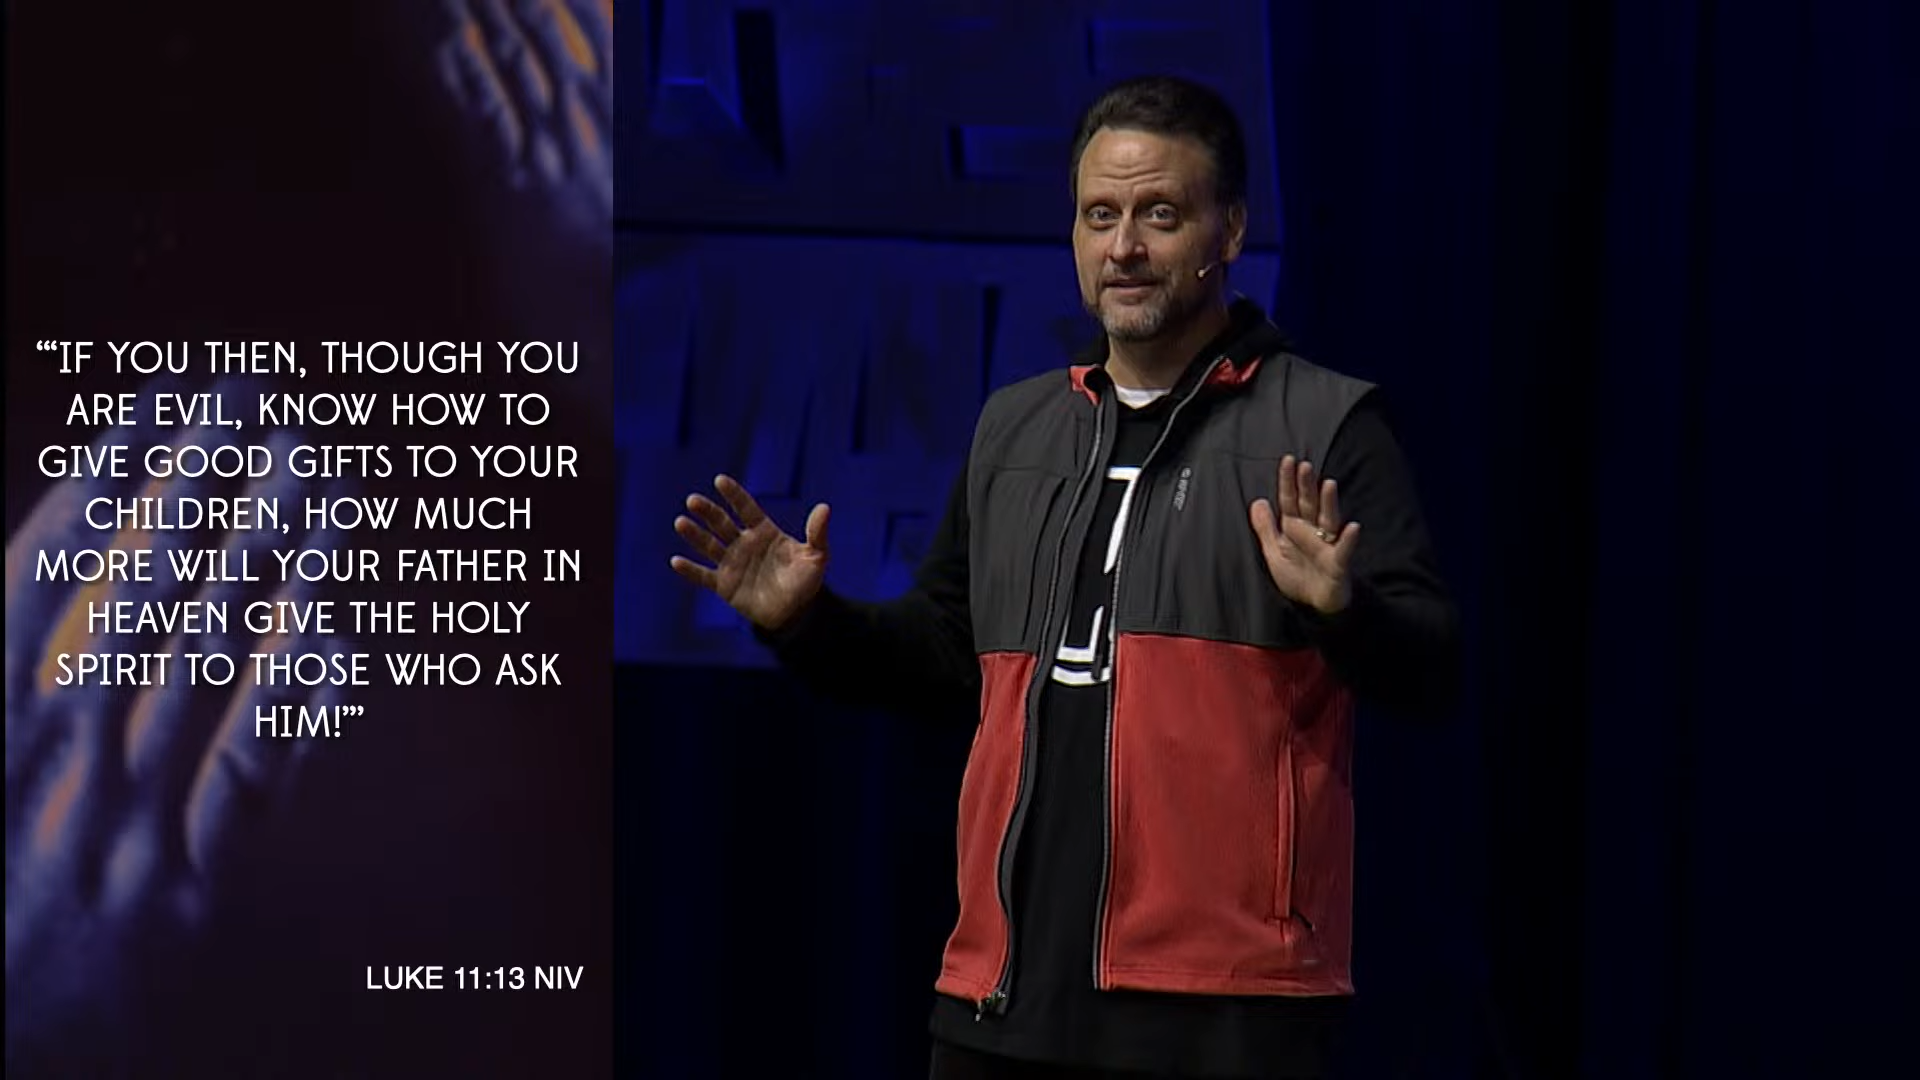 “‘IF YOU THEN, THOUGH YOU
ARE EVIL, KNOW HOW TO
GIVE GOOD GIFTS TO YOUR
CHILDREN, HOW MUCH
MORE WILL YOUR FATHER IN
HEAVEN GIVE THE HOLY
SPIRIT TO THOSE WHO ASK
HIM!’”
LUKE 11:13 NIV